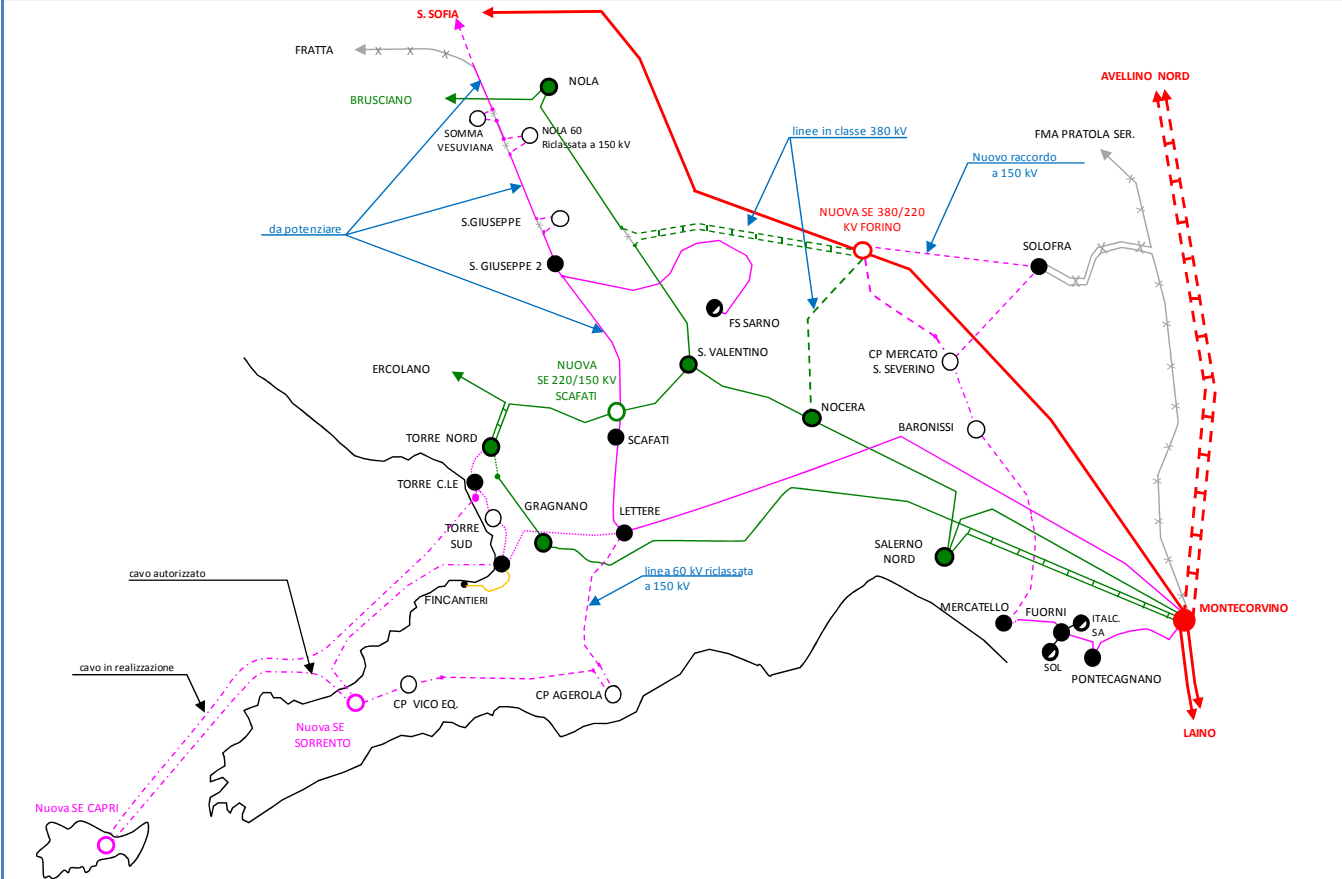 S. SOFIA
FRATTA
NOLA
AVELLINO NORD
BRUSCIANO
SOMMA
VESUVIANA
NOLA 60
Riclassata a 150 kV
linee in classe 380 kV
FMA PRATOLA SER.
Nuovo raccordo
a 150 kV
da potenziare
S.GIUSEPPE
NUOVA SE 380/220
KV FORINO
SOLOFRA
S. GIUSEPPE 2
FS SARNO
S. VALENTINO
CP MERCATO
S. SEVERINO
ERCOLANO
NUOVA
SE 220/150 KV
SCAFATI
NOCERA
BARONISSI
TORRE NORD
SCAFATI
TORRE C.LE
GRAGNANO
LETTERE
TORRE
SUD
SALERNO
NORD
cavo autorizzato
linea 60 kV riclassata
a 150 kV
FINCANTIERI
MERCATELLO
FUORNI
ITALC.
SA
MONTECORVINO
SOL
PONTECAGNANO
cavo in realizzazione
CP VICO EQ.
CP AGEROLA
Nuova SE
SORRENTO
LAINO
Nuova SE CAPRI